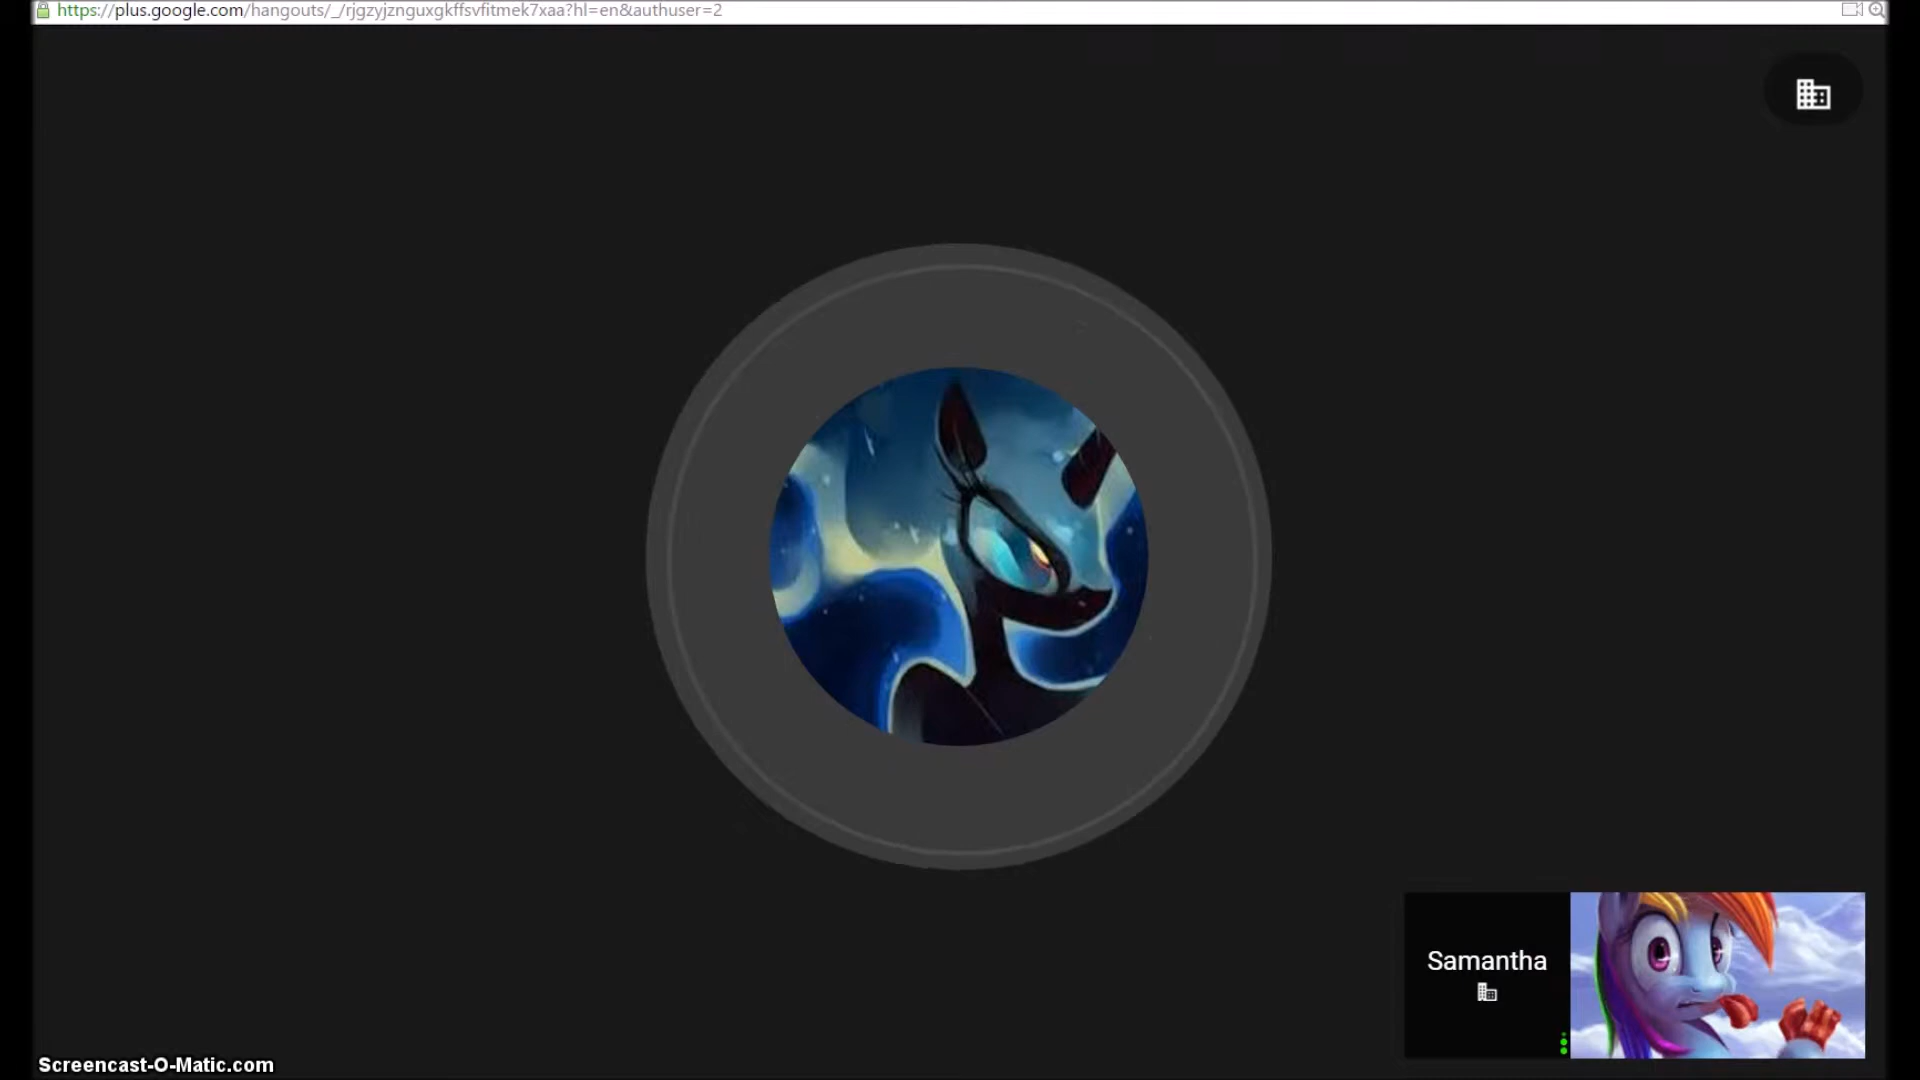 https://plus.google.com/hangouts/_/rjgzyjznguxgkffsvfitmek7xaa?hl=en&authuser=2
Samantha
Screencast-O-Matic.com